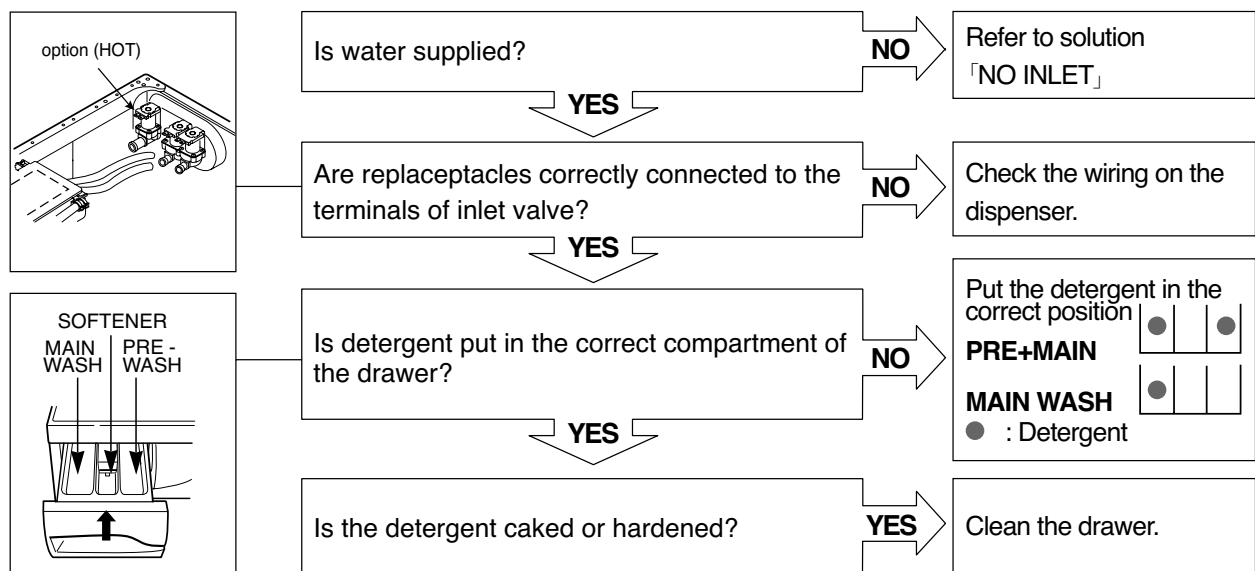 option (HOT)
Is water supplied?
NO
Refer to solution
「NO INLET」
YES
Are replaceptacles correctly connected to the
terminals of inlet valve?
NO
Check the wiring on the
dispenser.
YES
SOFTENER
MAIN PRE -
WASH WASH
Is detergent put in the correct compartment of
the drawer?
NO
Put the detergent in the
correct position
PRE+MAIN
MAIN WASH
: Detergent
YES
Is the detergent caked or hardened?
YES
Clean the drawer.